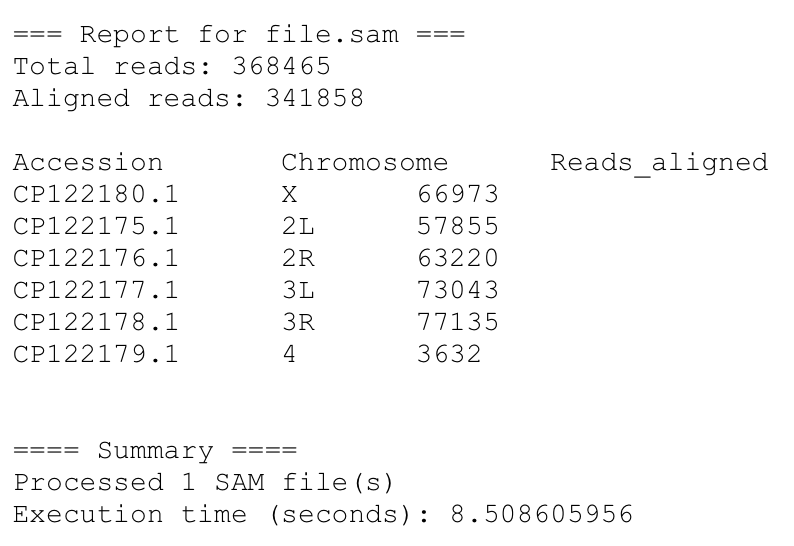 === Report for file.sam ===
Total reads: 368465
Aligned reads: 341858
Accession Chromosome Reads_aligned
CP122180.1 X 66973
CP122175.1 2L 57855
CP122176.1 2R 63220
CP122177.1 3L 73043
CP122178.1 3R 77135
CP122179.1 4 3632
==== Summary ====
Processed 1 SAM file(s)
Execution time (seconds): 8.508605956